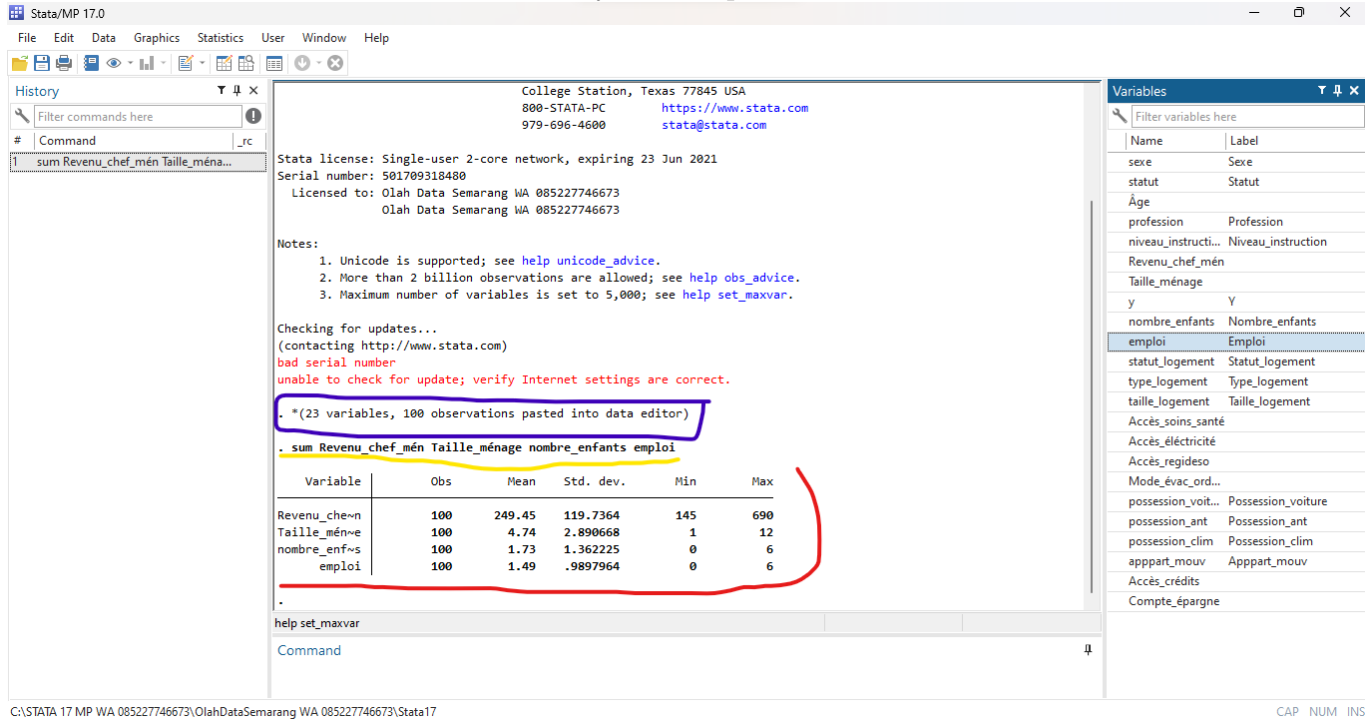 Stata/MP 17.0
File Edit Data Graphics Statistics User Window Help
History
Filter commands here
# Command _rc
1 sum Revenu_chef_mén Taille_ména...
College Station, Texas 77845 USA
800-STATA-PC https://www.stata.com
979-696-4600 stata@stata.com
Stata license: Single-user 2-core network, expiring 23 Jun 2021
Serial number: 501709318480
Licensed to: Olah Data Semarang WA 085227746673
Olah Data Semarang WA 085227746673
Notes:
1. Unicode is supported; see help unicode_advice.
2. More than 2 billion observations are allowed; see help obs_advice.
3. Maximum number of variables is set to 5,000; see help set_maxvar.
Checking for updates...
(contacting http://www.stata.com)
bad serial number
unable to check for update; verify Internet settings are correct.
. *(23 variables, 100 observations pasted into data editor)
. sum Revenu_chef_mén Taille_ménage nombre_enfants emploi
Variable Obs Mean Std. dev. Min Max
Revenu_che~n 100 249.45 119.7364 145 690
Taille_mén~e 100 4.74 2.890668 1 12
nombre_enf~s 100 1.73 1.362225 0 6
emploi 100 1.49 .9897964 0 6
.
help set_maxvar
Command
Variables
Filter variables here
Name Label
sexe Sexe
statut Statut
Âge
profession Profession
niveau_instructi... Niveau_instruction
Revenu_chef_mén
Taille_ménage
y Y
nombre_enfants Nombre_enfants
emploi Emploi
statut_logement Statut_logement
type_logement Type_logement
taille_logement Taille_logement
Accès_soins_santé
Accès_éléctricité
Accès_regideso
Mode_évac_ord...
possession_voit... Possession_voiture
possession_ant Possession_ant
possession_clim Possession_clim
apppart_mouv Apppart_mouv
Accès_crédits
Compte_épargne
C:\STATA 17 MP WA 085227746673\OlahDataSemarang WA 085227746673\Stata17
CAP NUM INS